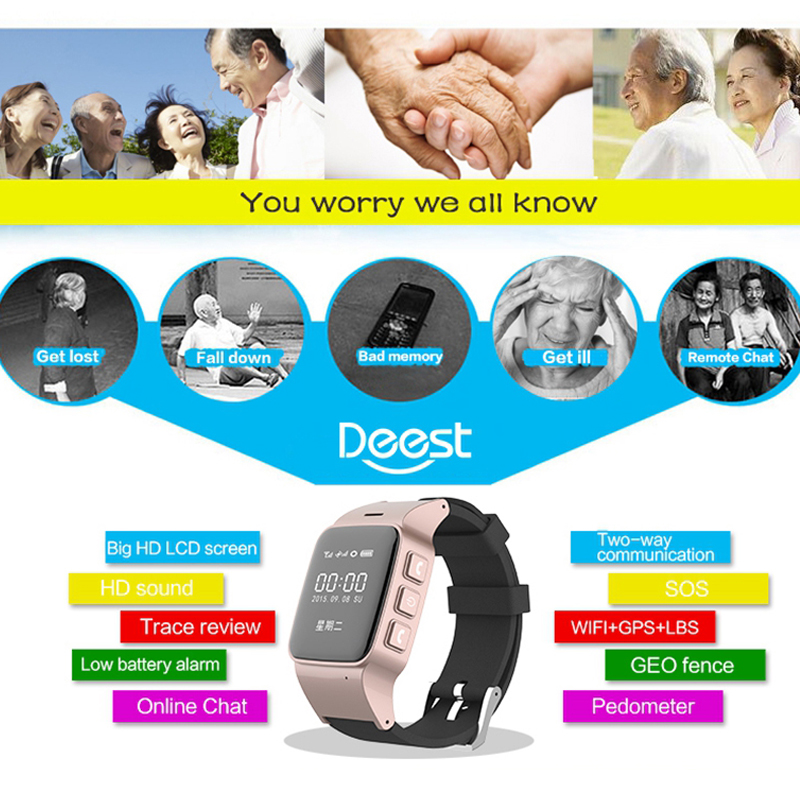 You worry we all know
Get lost
Fall down
Bad memory
Get ill
Remote Chat
Deest
Big HD LCD screen
HD sound
Trace review
Low battery alarm
Online Chat
00:00
2015.09.08 SU
星期二
Two-way
communication
SOS
WIFI+GPS+LBS
GEO fence
Pedometer